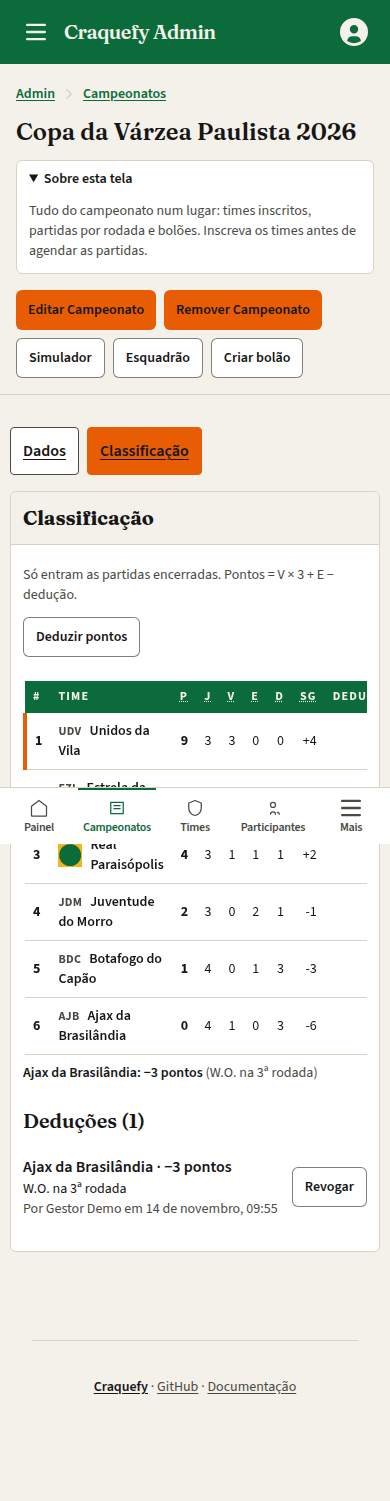 Craquefy Admin
Admin
Campeonatos
Copa da Várzea Paulista 2026
▼ Sobre esta tela
Tudo do campeonato num lugar: times inscritos,
partidas por rodada e bolões. Inscreva os times antes de
agendar as partidas.
Editar Campeonato Remover Campeonato
Simulador Esquadrão Criar bolão
Dados Classificação
Classificação
Só entram as partidas encerradas. Pontos = V × 3 + E −
dedução.
Deduzir pontos
# TIME P J V E D SG DEDU
1 UDV Unidos da Vila 9 3 3 0 0 +4
Painel Campeonatos Times Participantes Mais
3 Real Paraisópolis 4 3 1 1 1 +2
4 JDM Juventude do Morro 2 3 0 2 1 -1
5 BDC Botafogo do Capão 1 4 0 1 3 -3
6 AJB Ajax da Brasilândia 0 4 1 0 3 -6
Ajax da Brasilândia: −3 pontos (W.O. na 3ª rodada)
Deduções (1)
Ajax da Brasilândia · −3 pontos
W.O. na 3ª rodada
Por Gestor Demo em 14 de novembro, 09:55
Revogar
Craquefy · GitHub · Documentação